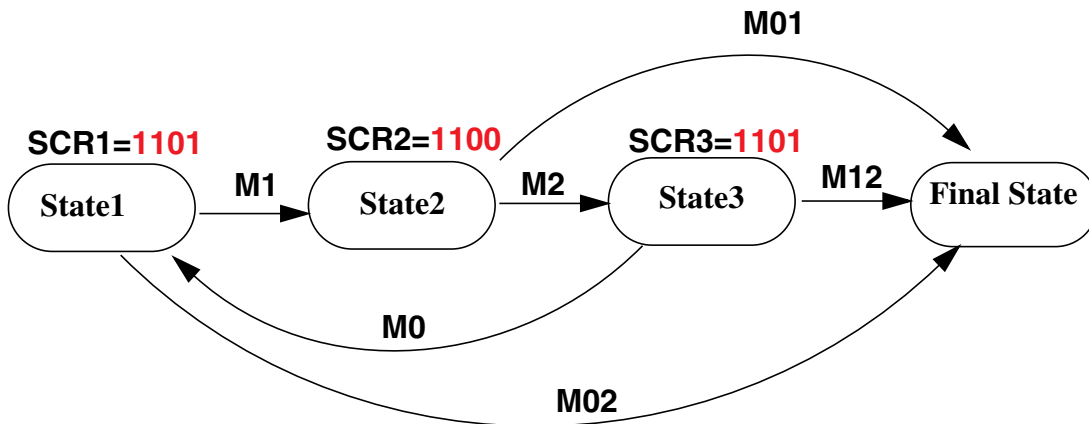 M01
SCR1=1101
SCR2=1100
SCR3=1101
State1
M1
State2
M2
State3
M12
Final State
M0
M02